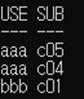 USE SUB
--- ---
aaa c05
aaa c04
bbb c01